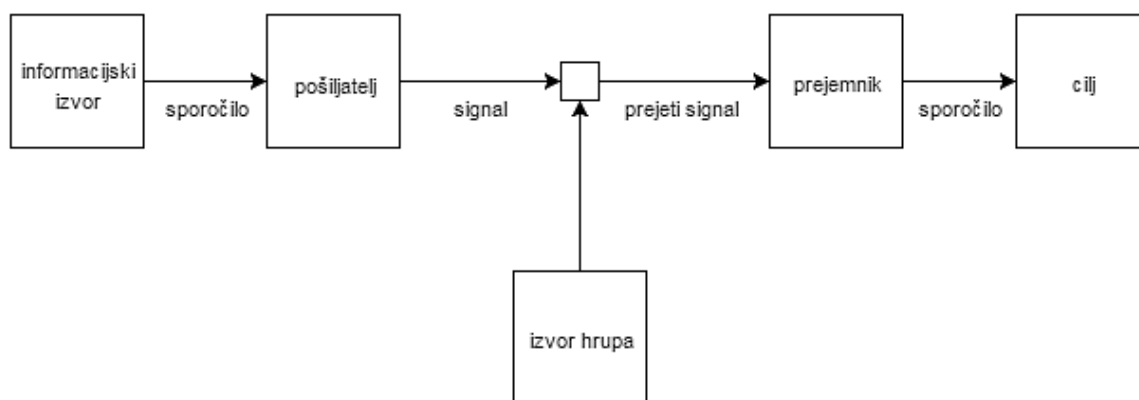 informacijski
izvor
sporočilo
pošiljatelj
signal
prejeti signal
prejemnik
sporočilo
cilj
izvor hrupa